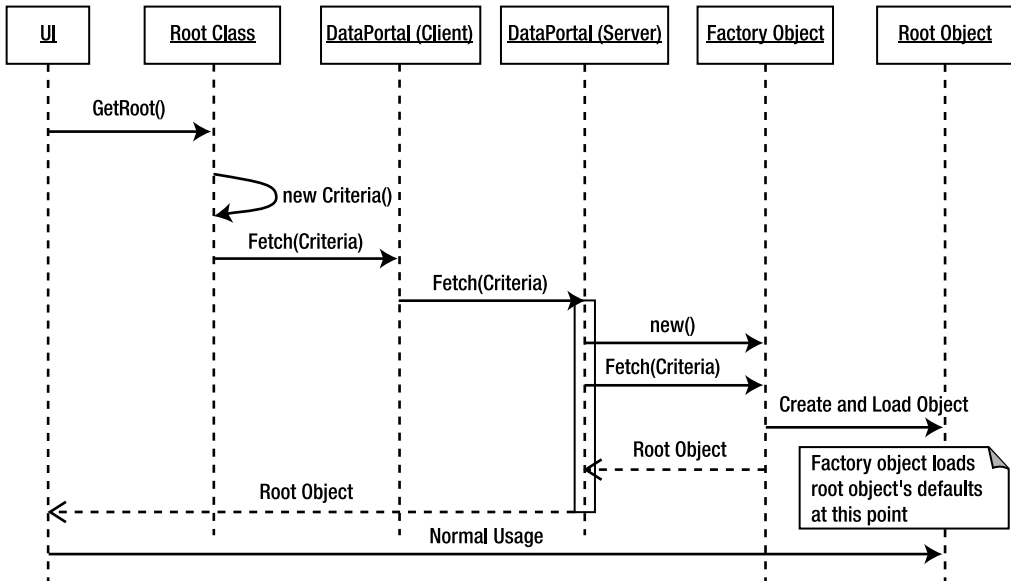 UI
Root Class
DataPortal (Client)
DataPortal (Server)
Factory Object
Root Object
GetRoot()
new Criteria()
Fetch(Criteria)
Fetch(Criteria)
new()
Fetch(Criteria)
Create and Load Object
Root Object
Factory object loads
root object's defaults
at this point
Root Object
Normal Usage